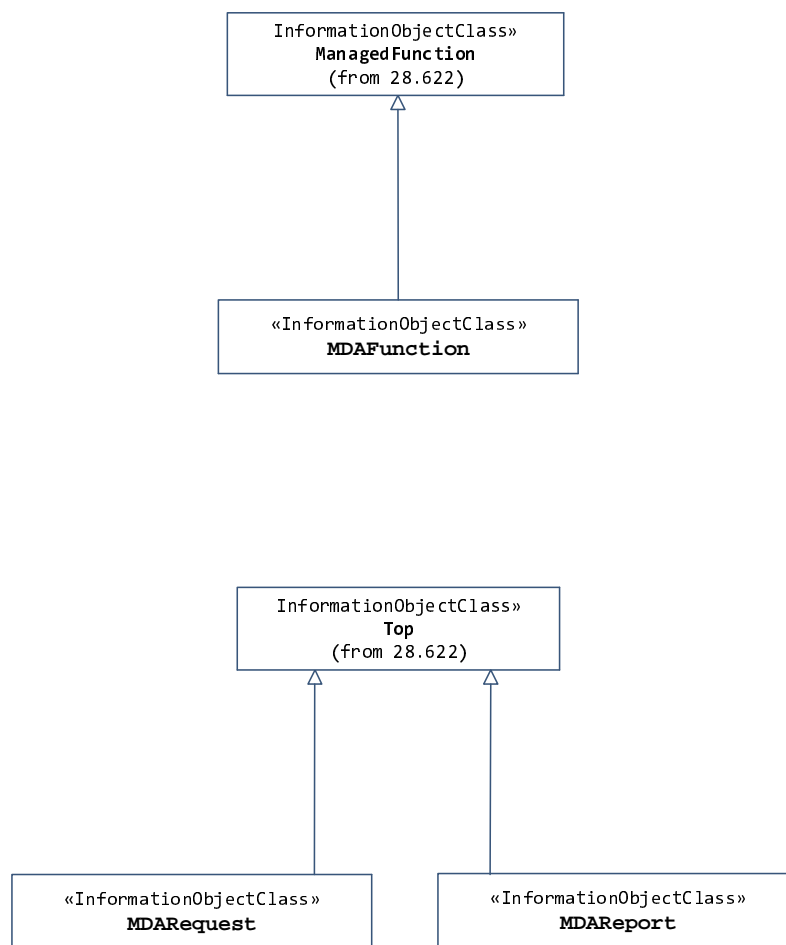 InformationObjectClass»
ManagedFunction
(from 28.622)
«InformationObjectClass»
MDAFunction
InformationObjectClass»
Top
(from 28.622)
«InformationObjectClass»
MDARequest
«InformationObjectClass»
MDAReport